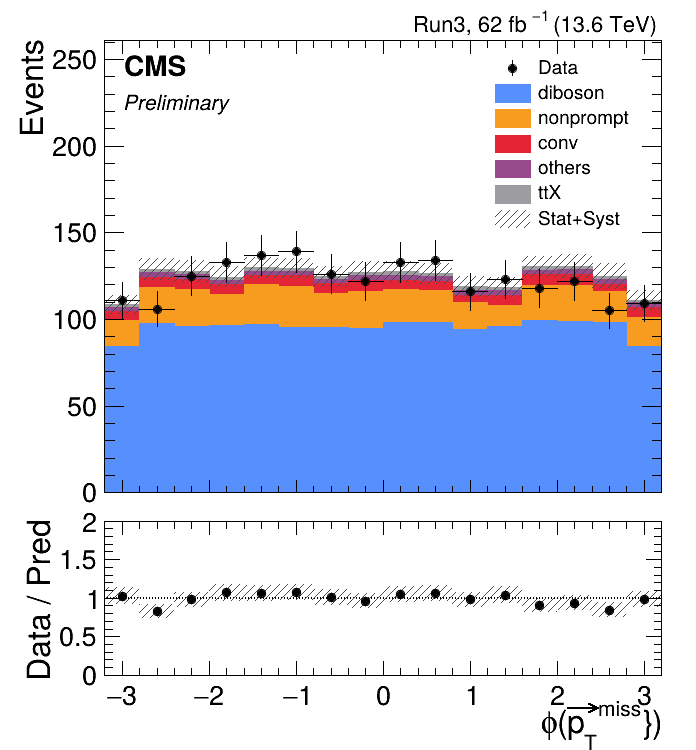 Run3, 62 fb⁻¹ (13.6 TeV)
CMS
Preliminary
Data
diboson
nonprompt
conv
others
ttX
Stat+Syst
Events
250
200
150
100
50
0
Data / Pred
2
1.5
1
0.5
0
−3 −2 −1 0 1 2 3
ϕ(p⃗_T^miss})